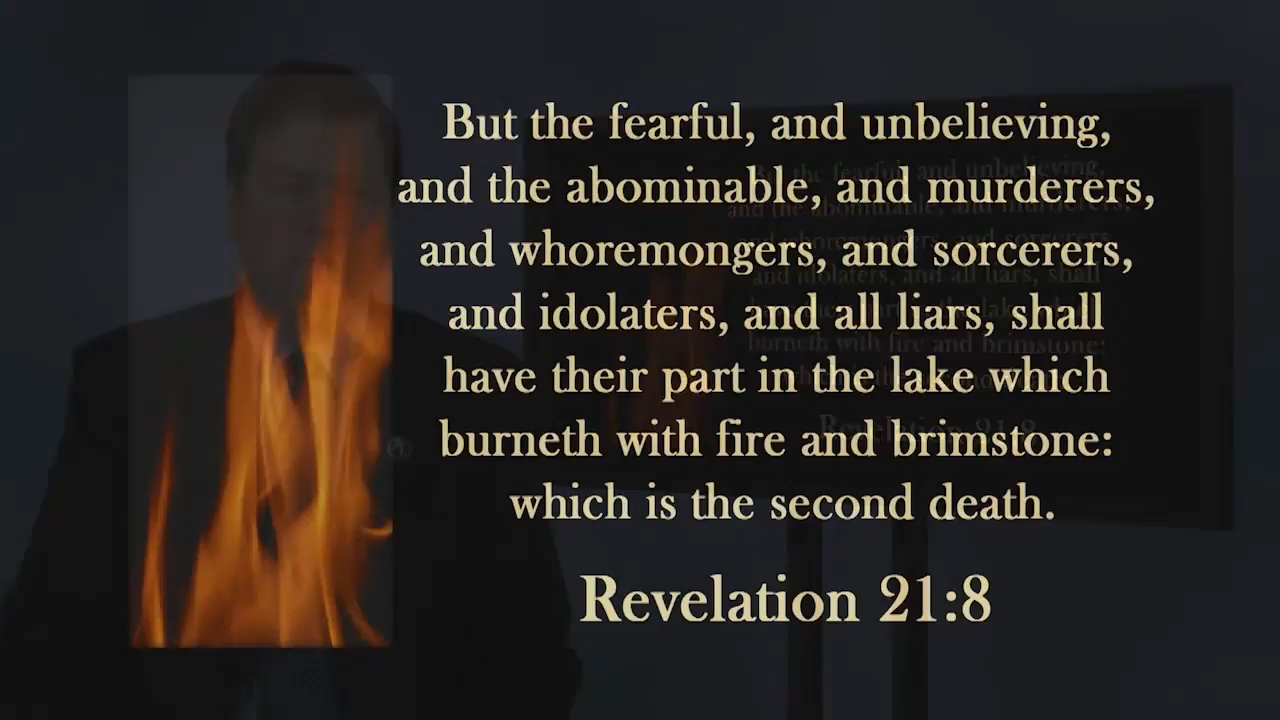 But the fearful, and unbelieving,
and the abominable, and murderers,
and whoremongers, and sorcerers,
and idolaters, and all liars, shall
have their part in the lake which
burneth with fire and brimstone:
which is the second death.
Revelation 21:8